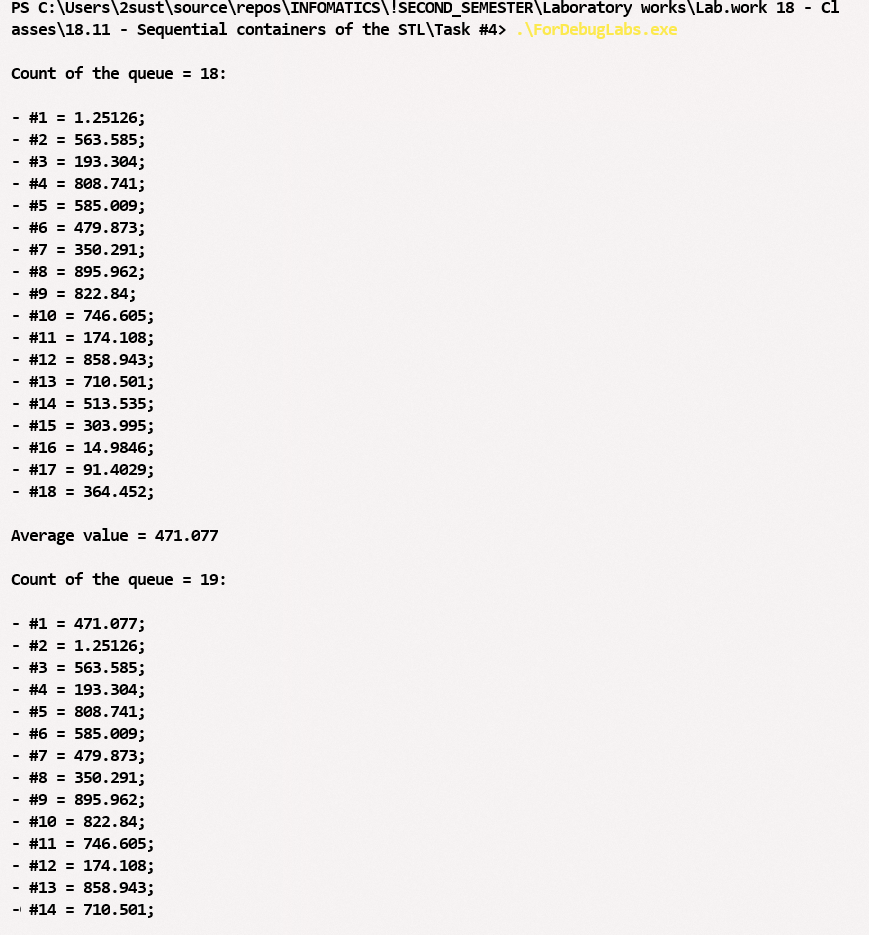 PS C:\Users\2sust\source\repos\INFOMATICS\!SECOND_SEMESTER\Laboratory works\Lab.work 18 - Cl
asses\18.11 - Sequential containers of the STL\Task #4> .\ForDebugLabs.exe
Count of the queue = 18:
- #1 = 1.25126;
- #2 = 563.585;
- #3 = 193.304;
- #4 = 808.741;
- #5 = 585.009;
- #6 = 479.873;
- #7 = 350.291;
- #8 = 895.962;
- #9 = 822.84;
- #10 = 746.605;
- #11 = 174.108;
- #12 = 858.943;
- #13 = 710.501;
- #14 = 513.535;
- #15 = 303.995;
- #16 = 14.9846;
- #17 = 91.4029;
- #18 = 364.452;
Average value = 471.077
Count of the queue = 19:
- #1 = 471.077;
- #2 = 1.25126;
- #3 = 563.585;
- #4 = 193.304;
- #5 = 808.741;
- #6 = 585.009;
- #7 = 479.873;
- #8 = 350.291;
- #9 = 895.962;
- #10 = 822.84;
- #11 = 746.605;
- #12 = 174.108;
- #13 = 858.943;
- #14 = 710.501;